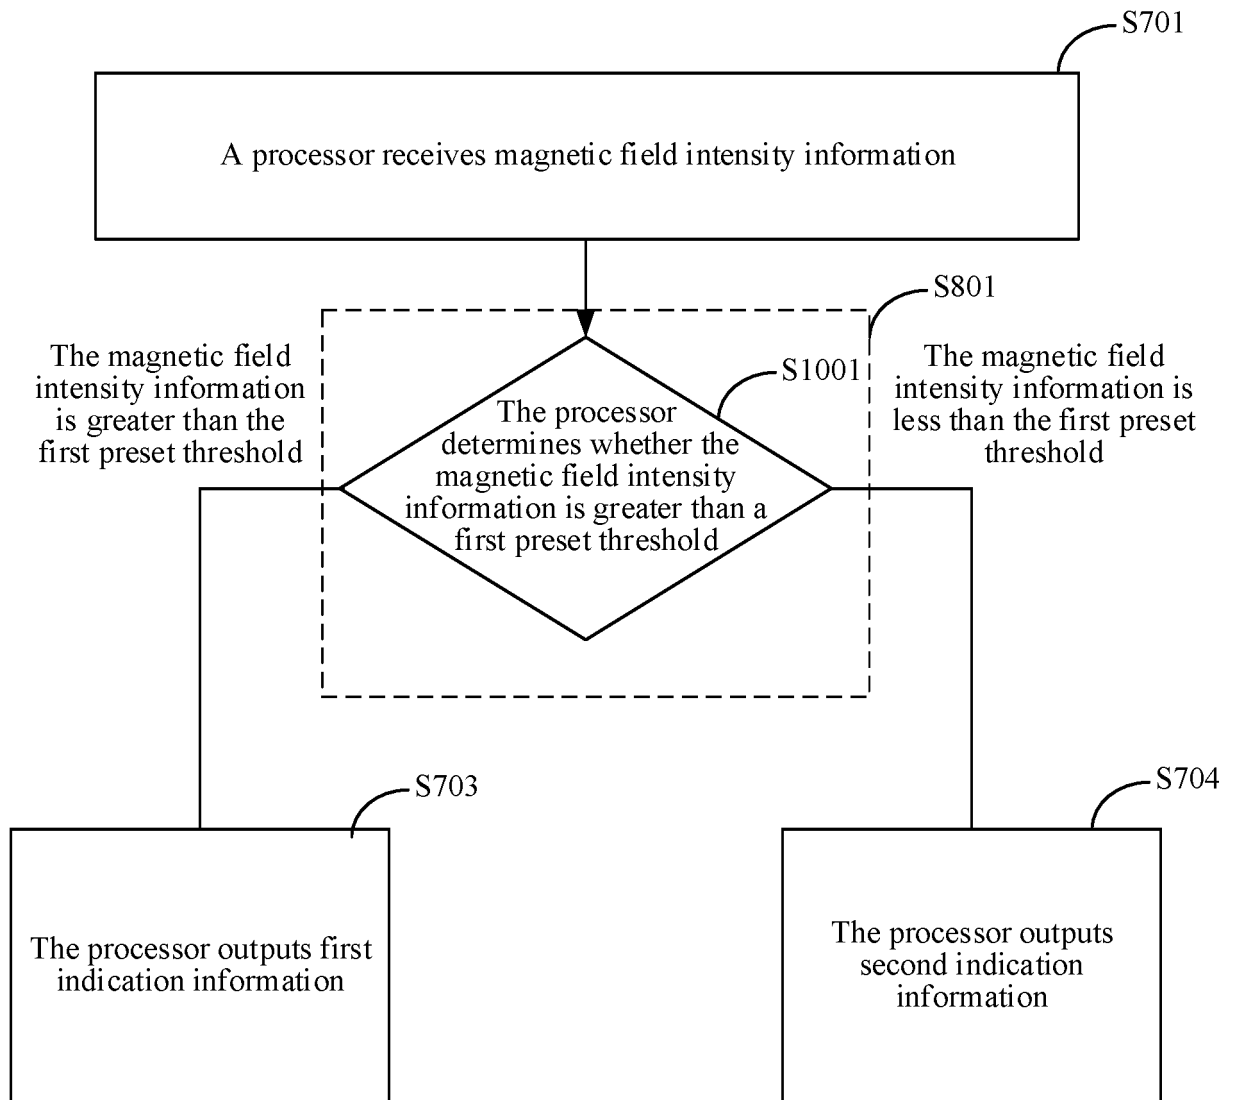 S701
A processor receives magnetic field intensity information
S801
The magnetic field
intensity information
is greater than the
first preset threshold
S1001
The processor
determines whether the
magnetic field intensity
information is greater than a
first preset threshold
The magnetic field
intensity information is
less than the first preset
threshold
S703
The processor outputs first
indication information
S704
The processor outputs
second indication
information